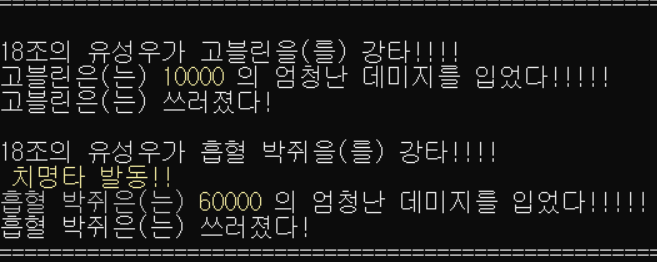 18조의 유성우가 고블린을(를) 강타!!!!
고블린은(는) 10000 의 엄청난 데미지를 입었다!!!!!
고블린은(는) 쓰러졌다!
18조의 유성우가 흡혈 박쥐을(를) 강타!!!!
치명타 발동!!
흡혈 박쥐은(는) 60000 의 엄청난 데미지를 입었다!!!!!
흡혈 박쥐은(는) 쓰러졌다!